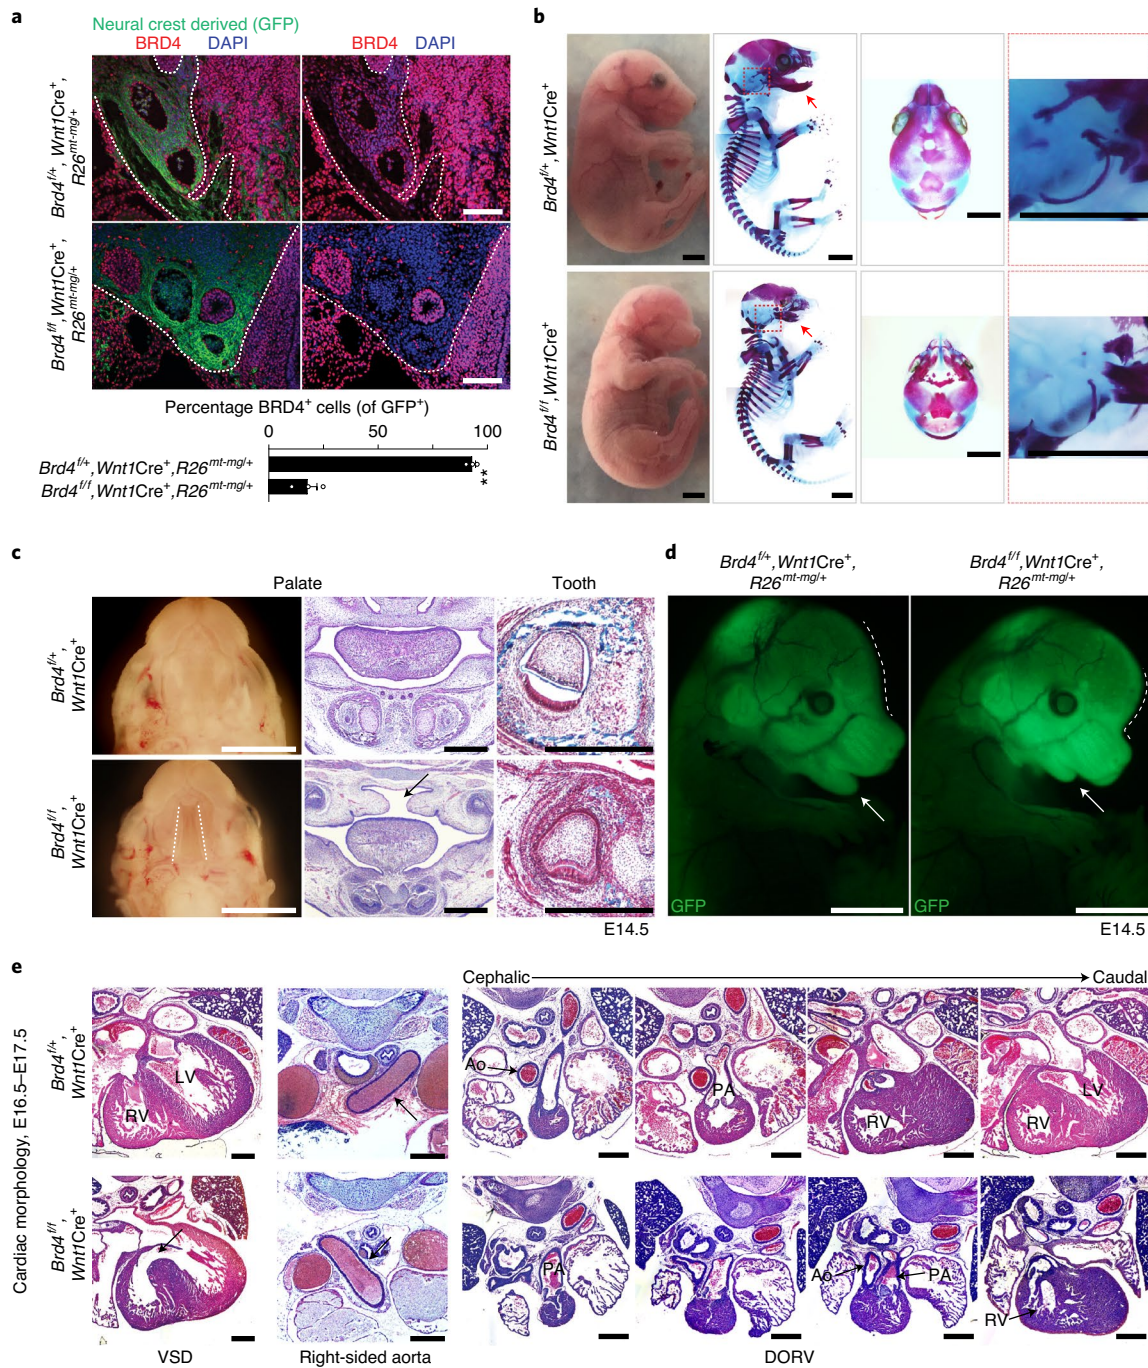 a
Neural crest derived (GFP)
BRD4 DAPI
BRD4 DAPI
Brd4f/+, Wnt1Cre+,
R26mt-mg/+
Brd4f/f, Wnt1Cre+,
R26mt-mg/+
Percentage BRD4+ cells (of GFP+)
0 50 100
Brd4f/+,Wnt1Cre+,R26mt-mg/+
Brd4f/f,Wnt1Cre+,R26mt-mg/+
**
b
Brd4f/+,Wnt1Cre+
Brd4f/f,Wnt1Cre+
c
Palate
Tooth
Brd4f/+,
Wnt1Cre+
Brd4f/f,
Wnt1Cre+
E14.5
d
Brd4f/+,Wnt1Cre+,
R26mt-mg/+
Brd4f/f,Wnt1Cre+,
R26mt-mg/+
GFP
GFP
E14.5
e
Cephalic
Caudal
Cardiac morphology, E16.5–E17.5
Brd4f/+,
Wnt1Cre+
LV
RV
Ao
PA
RV
LV
RV
Brd4f/f,
Wnt1Cre+
PA
Ao
PA
RV
VSD
Right-sided aorta
DORV